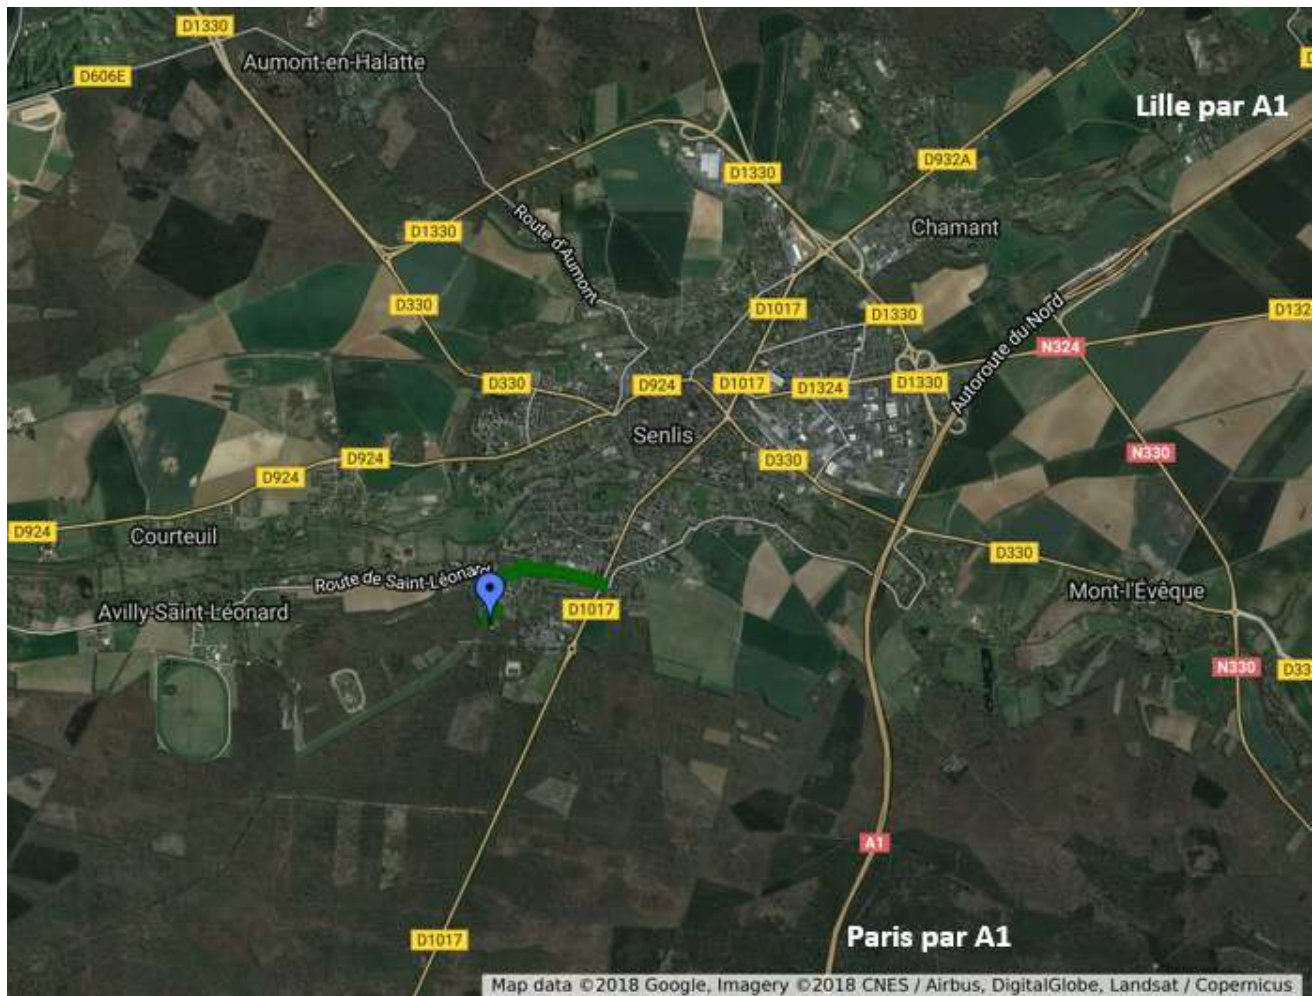 D1330
Aumont-en-Halatte
D606E
Lille par A1
D932A
D1330
Route d'Aumont
Chamant
D1330
D330
D1017
D1330
D132
Autoroute du Nord
N324
D330
D924
D1017
D1324
D1330
Senlis
D924
D330
N330
D924
D924
Courteuil
D330
Route de Saint-Léonard
Mont-l'Évêque
Avilly-Saint-Léonard
D1017
N330
D33
A1
D1017
Paris par A1
Map data ©2018 Google, Imagery ©2018 CNES / Airbus, DigitalGlobe, Landsat / Copernicus